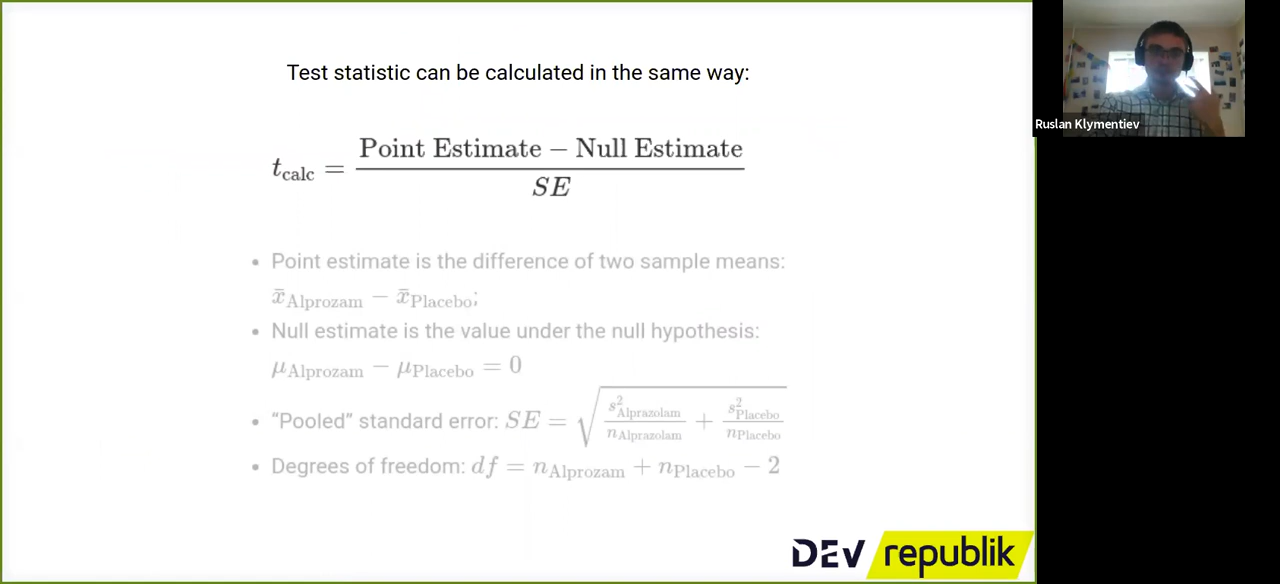 Test statistic can be calculated in the same way:
t_calc = (Point Estimate − Null Estimate) / SE
• Point estimate is the difference of two sample means:
x̄_Alprozam − x̄_Placebo;
• Null estimate is the value under the null hypothesis:
μ_Alprozam − μ_Placebo = 0
• “Pooled” standard error: SE = √(s²_Alprazolam / n_Alprazolam + s²_Placebo / n_Placebo)
• Degrees of freedom: df = n_Alprozam + n_Placebo − 2
DEV republik
Ruslan Klymentiev